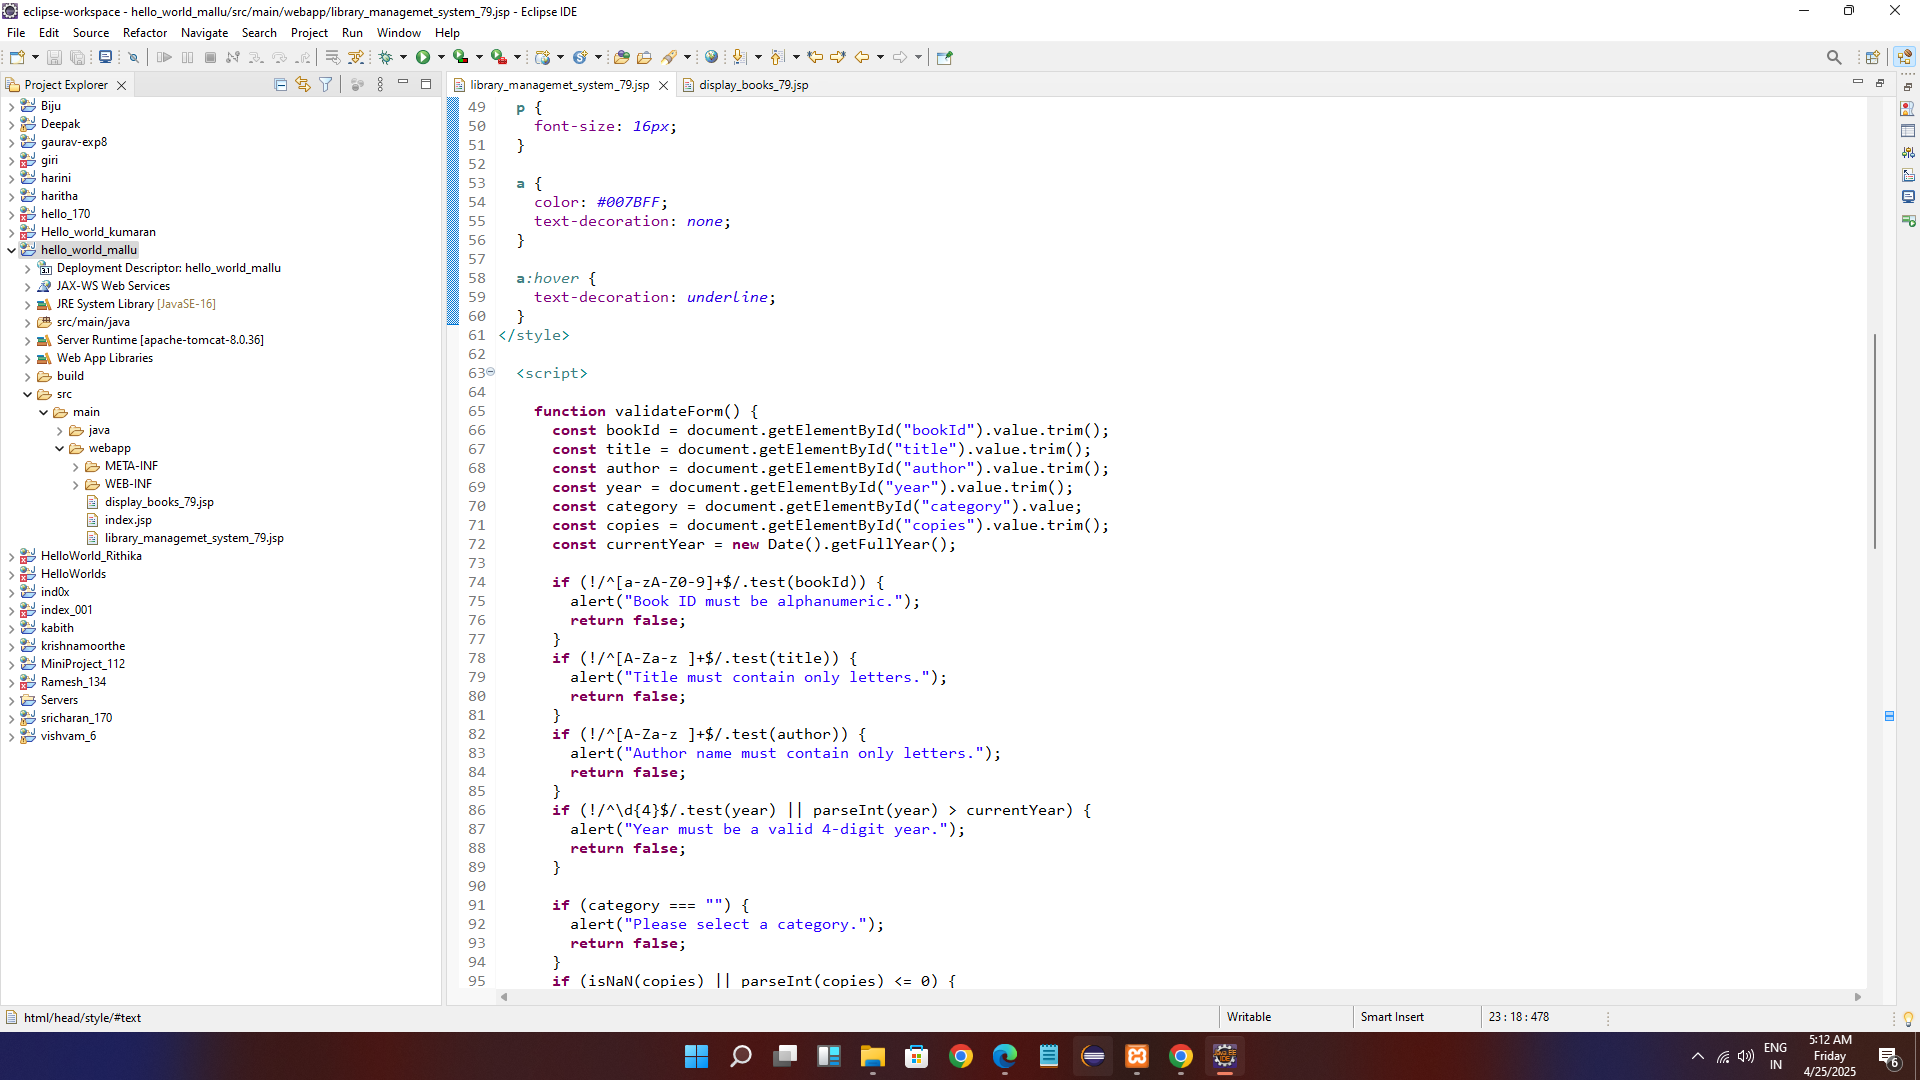 eclipse-workspace - hello_world_mallu/src/main/webapp/library_managemet_system_79.jsp - Eclipse IDE
File Edit Source Refactor Navigate Search Project Run Window Help
Project Explorer
library_managemet_system_79.jsp
display_books_79.jsp
Biju
Deepak
gaurav-exp8
giri
harini
haritha
hello_170
Hello_world_kumaran
hello_world_mallu
Deployment Descriptor: hello_world_mallu
JAX-WS Web Services
JRE System Library [JavaSE-16]
src/main/java
Server Runtime [apache-tomcat-8.0.36]
Web App Libraries
build
src
main
java
webapp
META-INF
WEB-INF
display_books_79.jsp
index.jsp
library_managemet_system_79.jsp
HelloWorld_Rithika
HelloWorlds
ind0x
index_001
kabith
krishnamoorthe
MiniProject_112
Ramesh_134
Servers
sricharan_170
vishvam_6
49 p {
50 font-size: 16px;
51 }
52
53 a {
54 color: #007BFF;
55 text-decoration: none;
56 }
57
58 a:hover {
59 text-decoration: underline;
60 }
61 </style>
62
63 <script>
64
65 function validateForm() {
66 const bookId = document.getElementById("bookId").value.trim();
67 const title = document.getElementById("title").value.trim();
68 const author = document.getElementById("author").value.trim();
69 const year = document.getElementById("year").value.trim();
70 const category = document.getElementById("category").value;
71 const copies = document.getElementById("copies").value.trim();
72 const currentYear = new Date().getFullYear();
73
74 if (!/^[a-zA-Z0-9]+$/.test(bookId)) {
75 alert("Book ID must be alphanumeric.");
76 return false;
77 }
78 if (!/^[A-Za-z ]+$/.test(title)) {
79 alert("Title must contain only letters.");
80 return false;
81 }
82 if (!/^[A-Za-z ]+$/.test(author)) {
83 alert("Author name must contain only letters.");
84 return false;
85 }
86 if (!/^\d{4}$/.test(year) || parseInt(year) > currentYear) {
87 alert("Year must be a valid 4-digit year.");
88 return false;
89 }
90
91 if (category === "") {
92 alert("Please select a category.");
93 return false;
94 }
95 if (isNaN(copies) || parseInt(copies) <= 0) {
html/head/style/#text
Writable
Smart Insert
23 : 18 : 478
ENG
IN
5:12 AM
Friday
4/25/2025
6